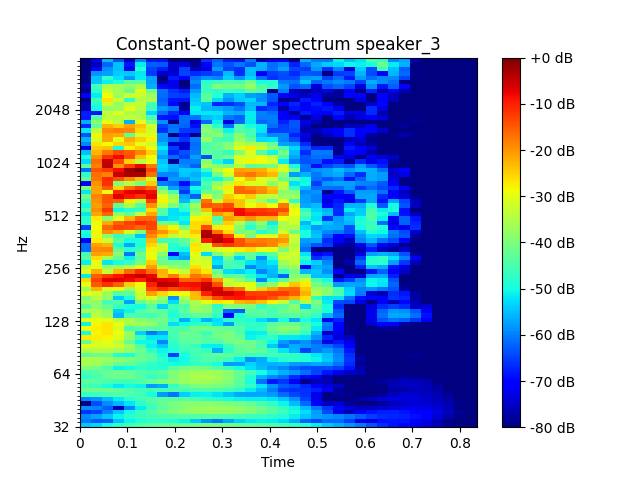 Constant-Q power spectrum speaker_3
Hz
2048
1024
512
256
128
64
32
0
0.1
0.2
0.3
0.4
0.5
0.6
0.7
0.8
Time
+0 dB
-10 dB
-20 dB
-30 dB
-40 dB
-50 dB
-60 dB
-70 dB
-80 dB